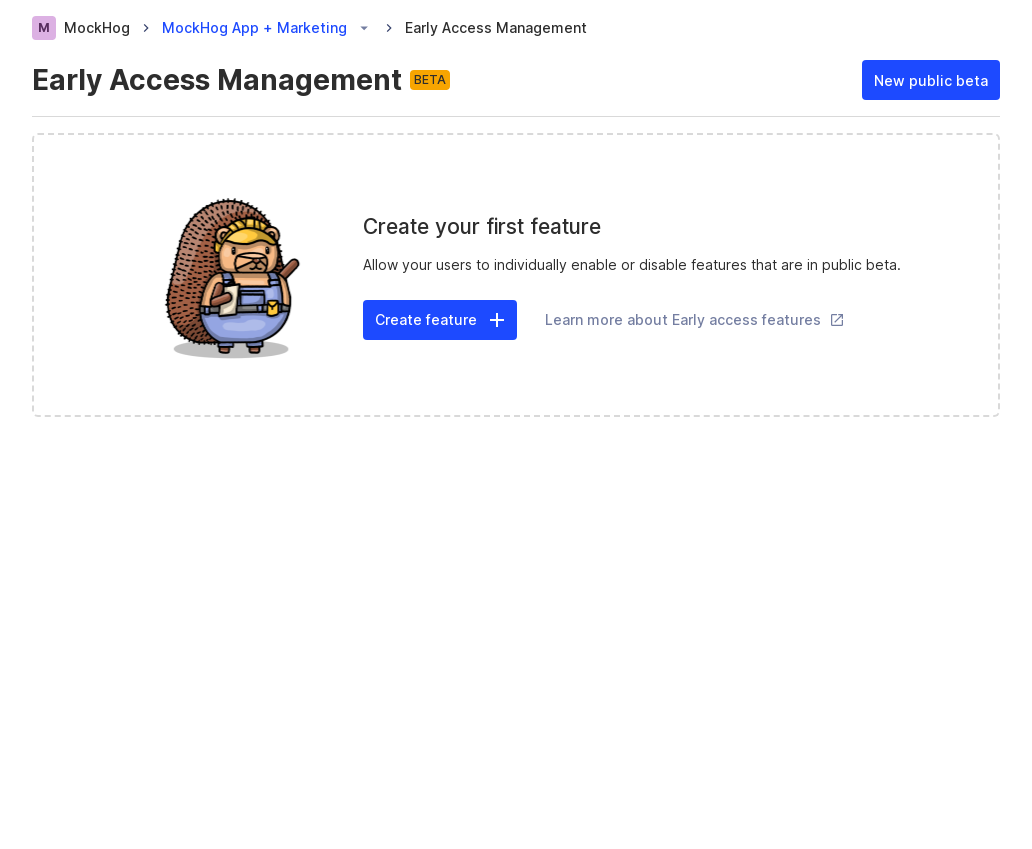 M MockHog > MockHog App + Marketing > Early Access Management
Early Access Management BETA
New public beta
Create your first feature
Allow your users to individually enable or disable features that are in public beta.
Create feature +
Learn more about Early access features